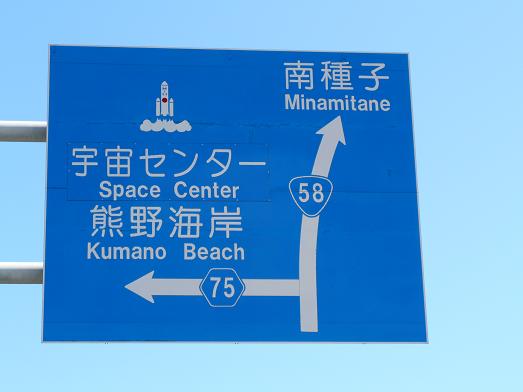 南種子
Minamitane
宇宙センター
Space Center
熊野海岸
Kumano Beach
58
75